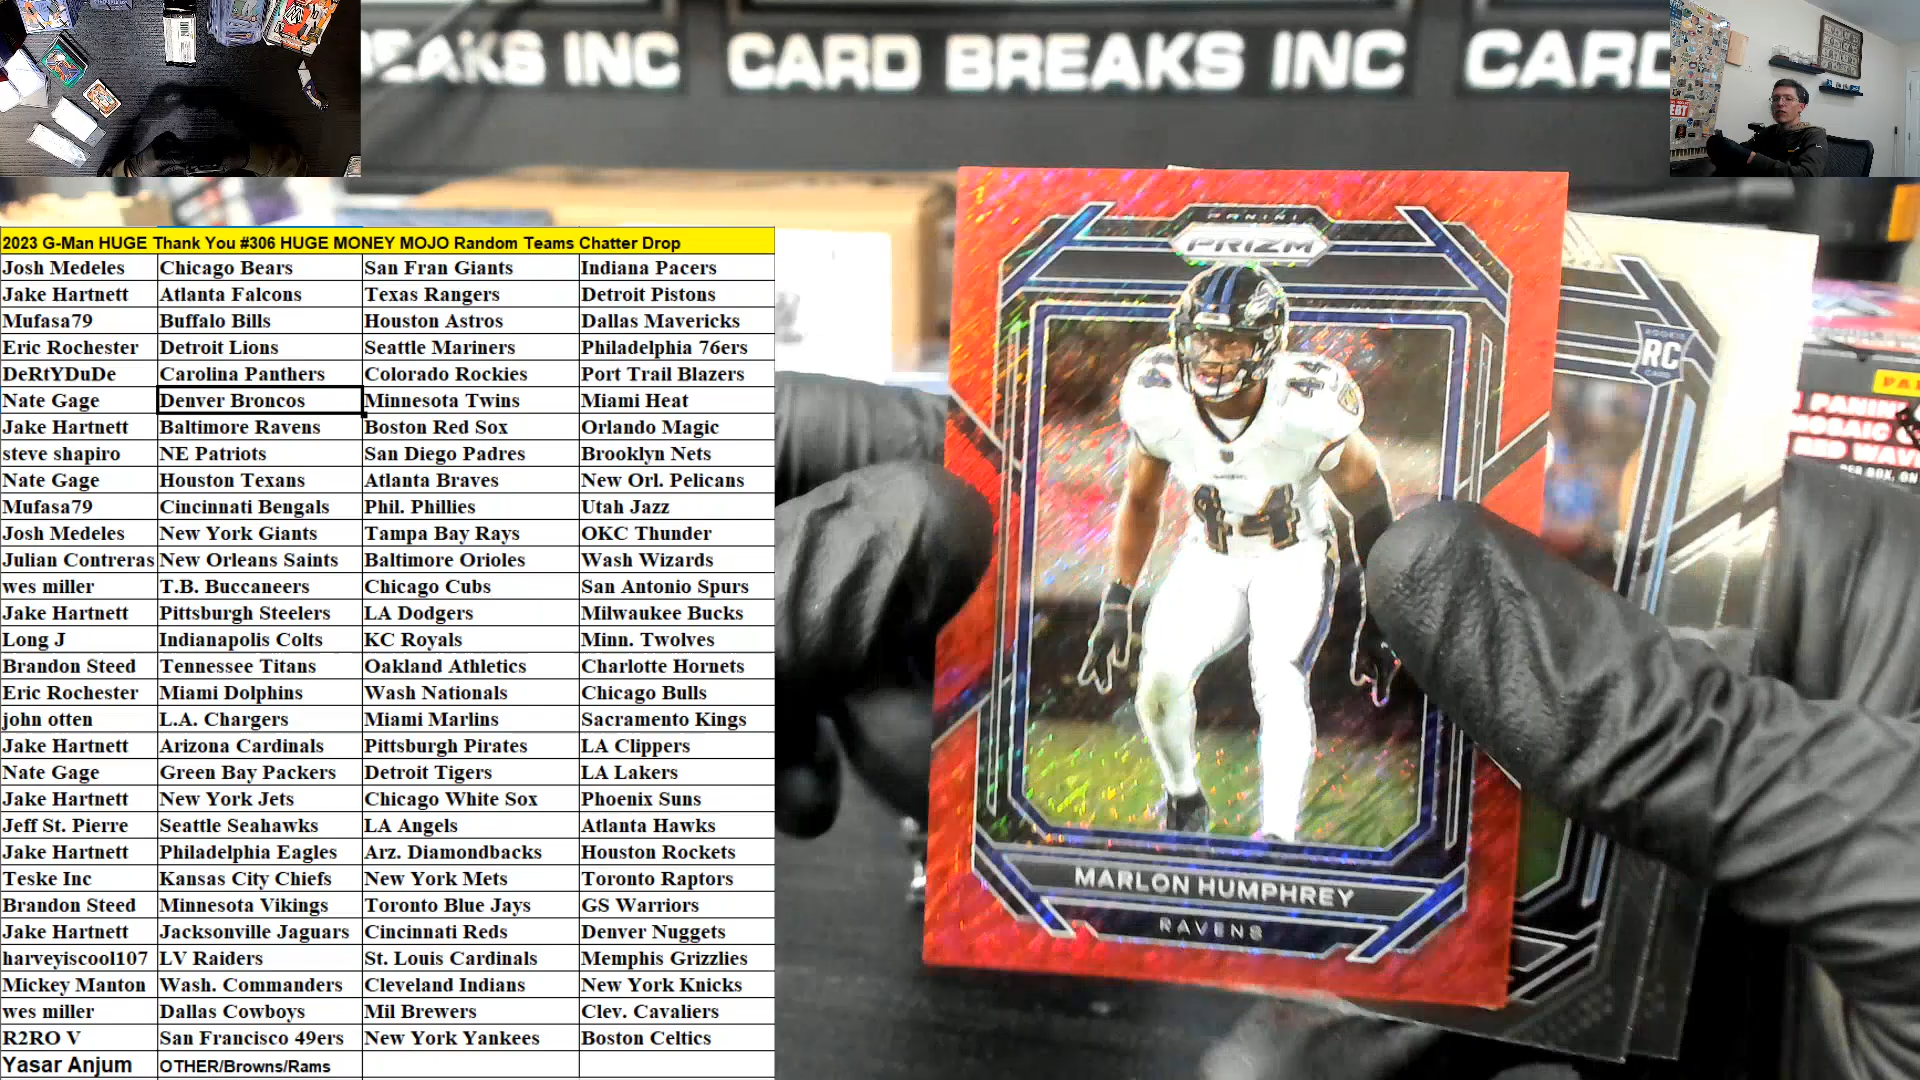 EAKS INC CARD BREAKS INC CARD
2023 G-Man HUGE Thank You #306 HUGE MONEY MOJO Random Teams Chatter Drop
Josh Medeles Chicago Bears San Fran Giants Indiana Pacers
Jake Hartnett Atlanta Falcons Texas Rangers Detroit Pistons
Mufasa79 Buffalo Bills Houston Astros Dallas Mavericks
Eric Rochester Detroit Lions Seattle Mariners Philadelphia 76ers
DeRtYDuDe Carolina Panthers Colorado Rockies Port Trail Blazers
Nate Gage Denver Broncos Minnesota Twins Miami Heat
Jake Hartnett Baltimore Ravens Boston Red Sox Orlando Magic
steve shapiro NE Patriots San Diego Padres Brooklyn Nets
Nate Gage Houston Texans Atlanta Braves New Orl. Pelicans
Mufasa79 Cincinnati Bengals Phil. Phillies Utah Jazz
Josh Medeles New York Giants Tampa Bay Rays OKC Thunder
Julian Contreras New Orleans Saints Baltimore Orioles Wash Wizards
wes miller T.B. Buccaneers Chicago Cubs San Antonio Spurs
Jake Hartnett Pittsburgh Steelers LA Dodgers Milwaukee Bucks
Long J Indianapolis Colts KC Royals Minn. Twolves
Brandon Steed Tennessee Titans Oakland Athletics Charlotte Hornets
Eric Rochester Miami Dolphins Wash Nationals Chicago Bulls
john otten L.A. Chargers Miami Marlins Sacramento Kings
Jake Hartnett Arizona Cardinals Pittsburgh Pirates LA Clippers
Nate Gage Green Bay Packers Detroit Tigers LA Lakers
Jake Hartnett New York Jets Chicago White Sox Phoenix Suns
Jeff St. Pierre Seattle Seahawks LA Angels Atlanta Hawks
Jake Hartnett Philadelphia Eagles Arz. Diamondbacks Houston Rockets
Teske Inc Kansas City Chiefs New York Mets Toronto Raptors
Brandon Steed Minnesota Vikings Toronto Blue Jays GS Warriors
Jake Hartnett Jacksonville Jaguars Cincinnati Reds Denver Nuggets
harveyiscool107 LV Raiders St. Louis Cardinals Memphis Grizzlies
Mickey Manton Wash. Commanders Cleveland Indians New York Knicks
wes miller Dallas Cowboys Mil Brewers Clev. Cavaliers
R2RO V San Francisco 49ers New York Yankees Boston Celtics
Yasar Anjum OTHER/Browns/Rams
PANINI
PRIZM
44
44
MARLON HUMPHREY
RAVENS
ROOKIE
RC
CARD
PA
PANIN
MOSAIC
RED WAV
PER BOX, ON
EBT